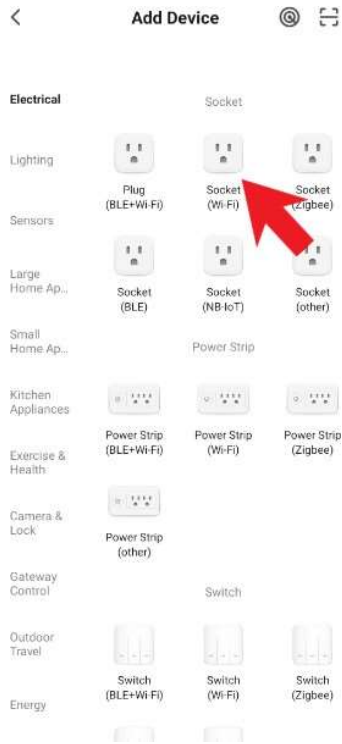 Add Device
Electrical
Lighting
Sensors
Large
Home Ap...
Small
Home Ap...
Kitchen
Appliances
Exercise &
Health
Camera &
Lock
Gateway
Control
Outdoor
Travel
Energy
Socket
Plug
(BLE+Wi-Fi)
Socket
(Wi-Fi)
Socket
(Zigbee)
Socket
(BLE)
Socket
(NB-IoT)
Socket
(other)
Power Strip
Power Strip
(BLE+Wi-Fi)
Power Strip
(Wi-Fi)
Power Strip
(Zigbee)
Power Strip
(other)
Switch
Switch
(BLE+Wi-Fi)
Switch
(Wi-Fi)
Switch
(Zigbee)